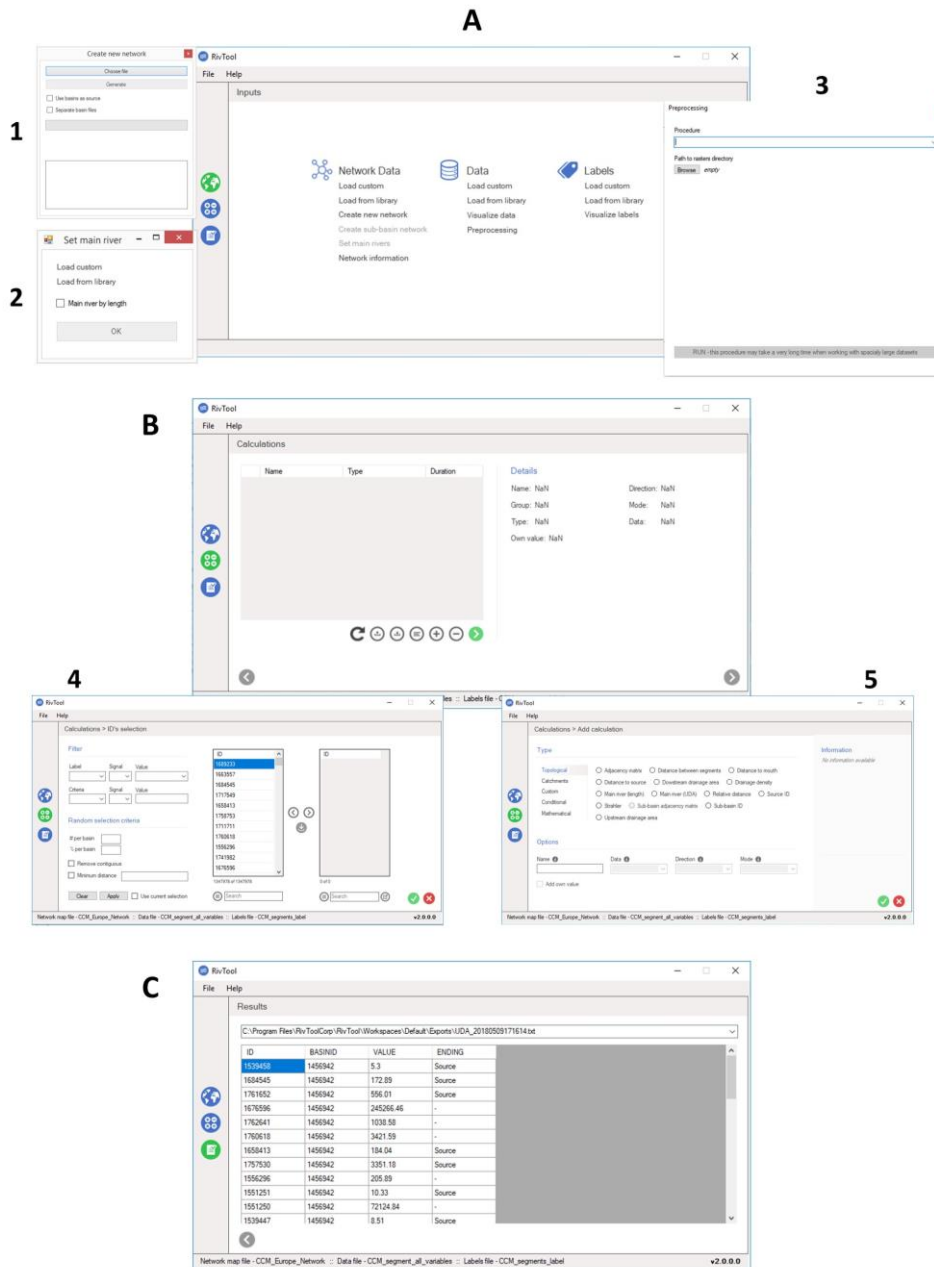 A
1
Create new network
Choose file
Generate
Use basins as source
Separate basin files
2
Set main river
Load custom
Load from library
Main river by length
OK
RivTool
File Help
Inputs
Network Data
Load custom
Load from library
Create new network
Create sub-basin network
Set main rivers
Network information
Data
Load custom
Load from library
Visualize data
Preprocessing
Labels
Load custom
Load from library
Visualize labels
3
Preprocessing
Procedure
Path to rasters directory
Browse empty
RUN - this procedure may take a very long time when working with spacialy large datasets
B
RivTool
File Help
Calculations
Name Type Duration
Details
Name: NaN Direction: NaN
Group: NaN Mode: NaN
Type: NaN Data: NaN
Own value: NaN
:: Labels file -
4
RivTool
File Help
Calculations > ID's selection
Filter
Label Signal Value
Criteria Signal Value
Random selection criteria
# per basin
% per basin
Remove contiguous
Minimum distance
Clear Apply Use current selection
ID
1689233
1663957
1684545
1717849
1658413
1758793
1711711
1760618
1556296
1741982
1676596
Search
ID
0 of 0
Search
Network map file - CCM_Europe_Network :: Data file - CCM_segment_all_variables :: Labels file - CCM_segments_label v2.0.0.0
5
RivTool
File Help
Calculations > Add calculation
Type
Topological
Catchments
Custom
Conditional
Mathematical
Adjacency matrix Distance between segments Distance to mouth
Distance to source Downstream drainage area Drainage density
Main river (length) Main river (UDA) Relative distance Source ID
Strahler Sub-basin adjacency matrix Sub-basin ID
Upstream drainage area
Information
No information available
Options
Name Data Direction Mode
Add own value
Network map file - CCM_Europe_Network :: Data file - CCM_segment_all_variables :: Labels file - CCM_segments_label v2.0.0.0
C
RivTool
File Help
Results
C:\Program Files\RivToolCorp\RivTool\Workspaces\Default\Exports\UDA_20180509171614.txt
ID BASINID VALUE ENDING
1539458 1456942 5.3 Source
1684545 1456942 172.89 Source
1761652 1456942 556.01 Source
1676596 1456942 245266.46 -
1762641 1456942 1038.58 -
1760618 1456942 3421.59 -
1658413 1456942 184.04 Source
1757530 1456942 3351.18 Source
1556296 1456942 205.89 -
1551251 1456942 10.33 Source
1551250 1456942 72124.84 -
1539447 1456942 8.51 Source
Network map file - CCM_Europe_Network :: Data file - CCM_segment_all_variables :: Labels file - CCM_segments_label v2.0.0.0